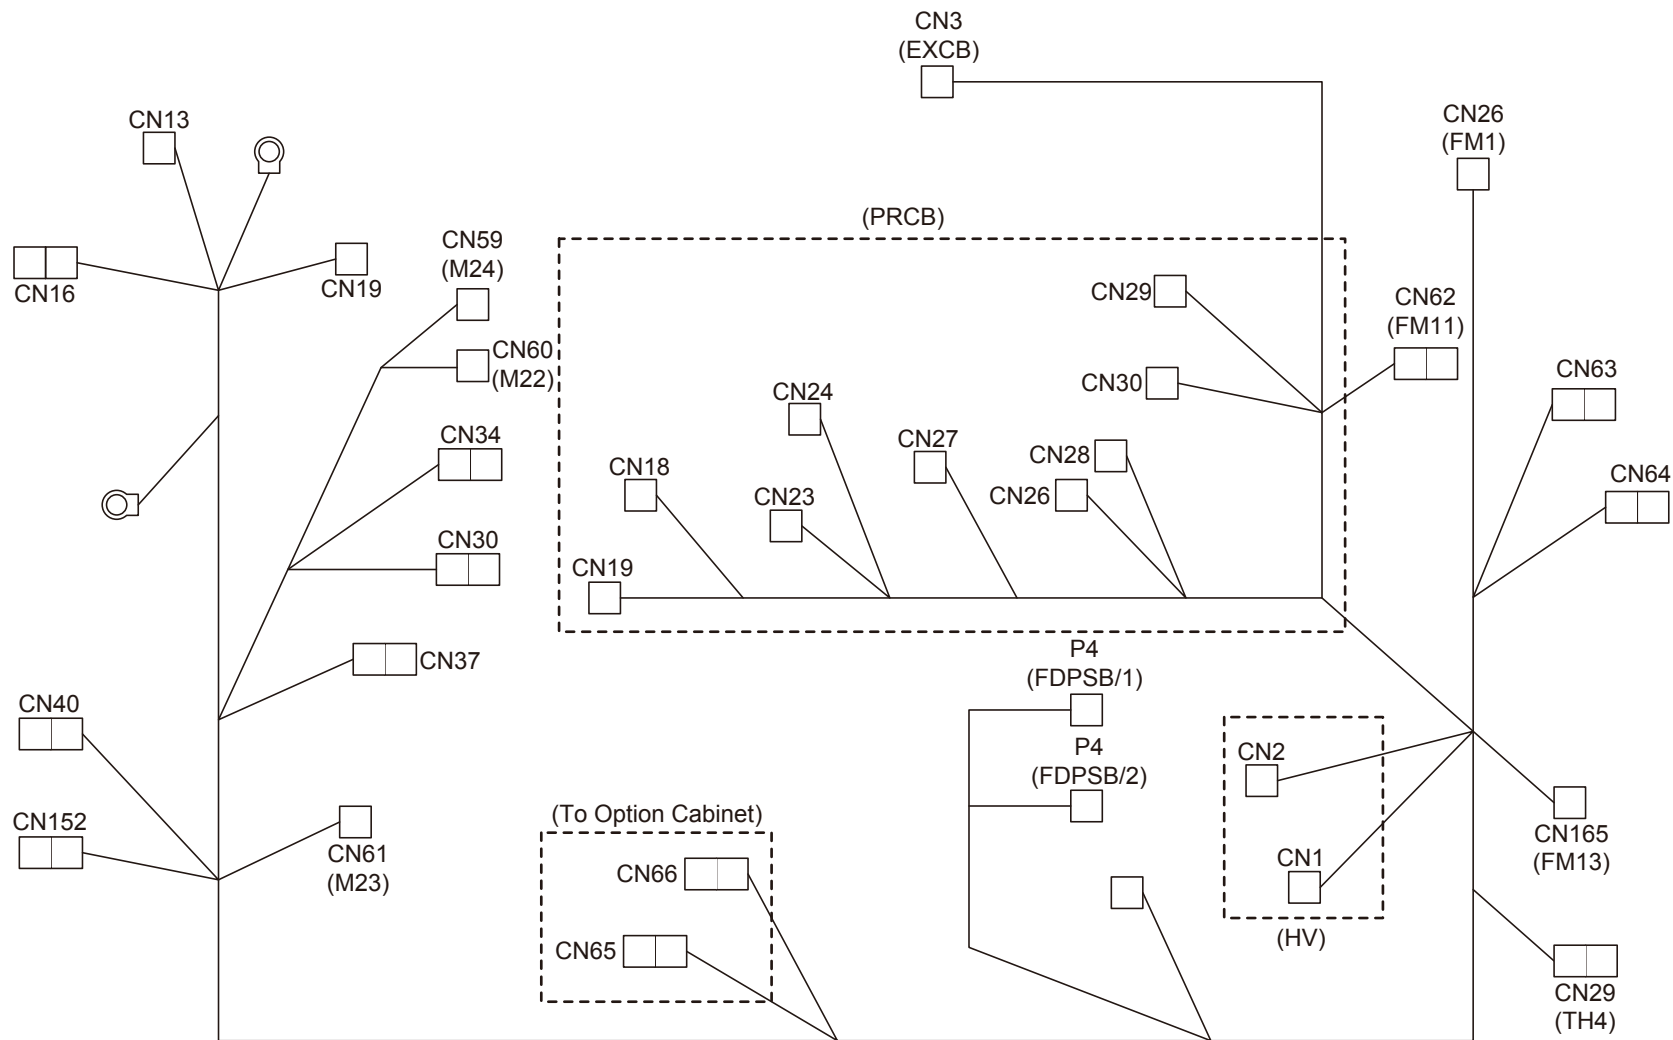 CN3
(EXCB)
CN13
CN26
(FM1)
(PRCB)
CN59
(M24)
CN16
CN19
CN29
CN62
(FM11)
CN60
(M22)
CN30
CN63
CN24
CN34
CN27
CN28
CN18
CN23
CN26
CN64
CN30
CN19
CN37
P4
(FDPSB/1)
CN40
P4
(FDPSB/2)
CN2
(To Option Cabinet)
CN152
CN61
(M23)
CN165
(FM13)
CN66
CN1
CN65
(HV)
CN29
(TH4)